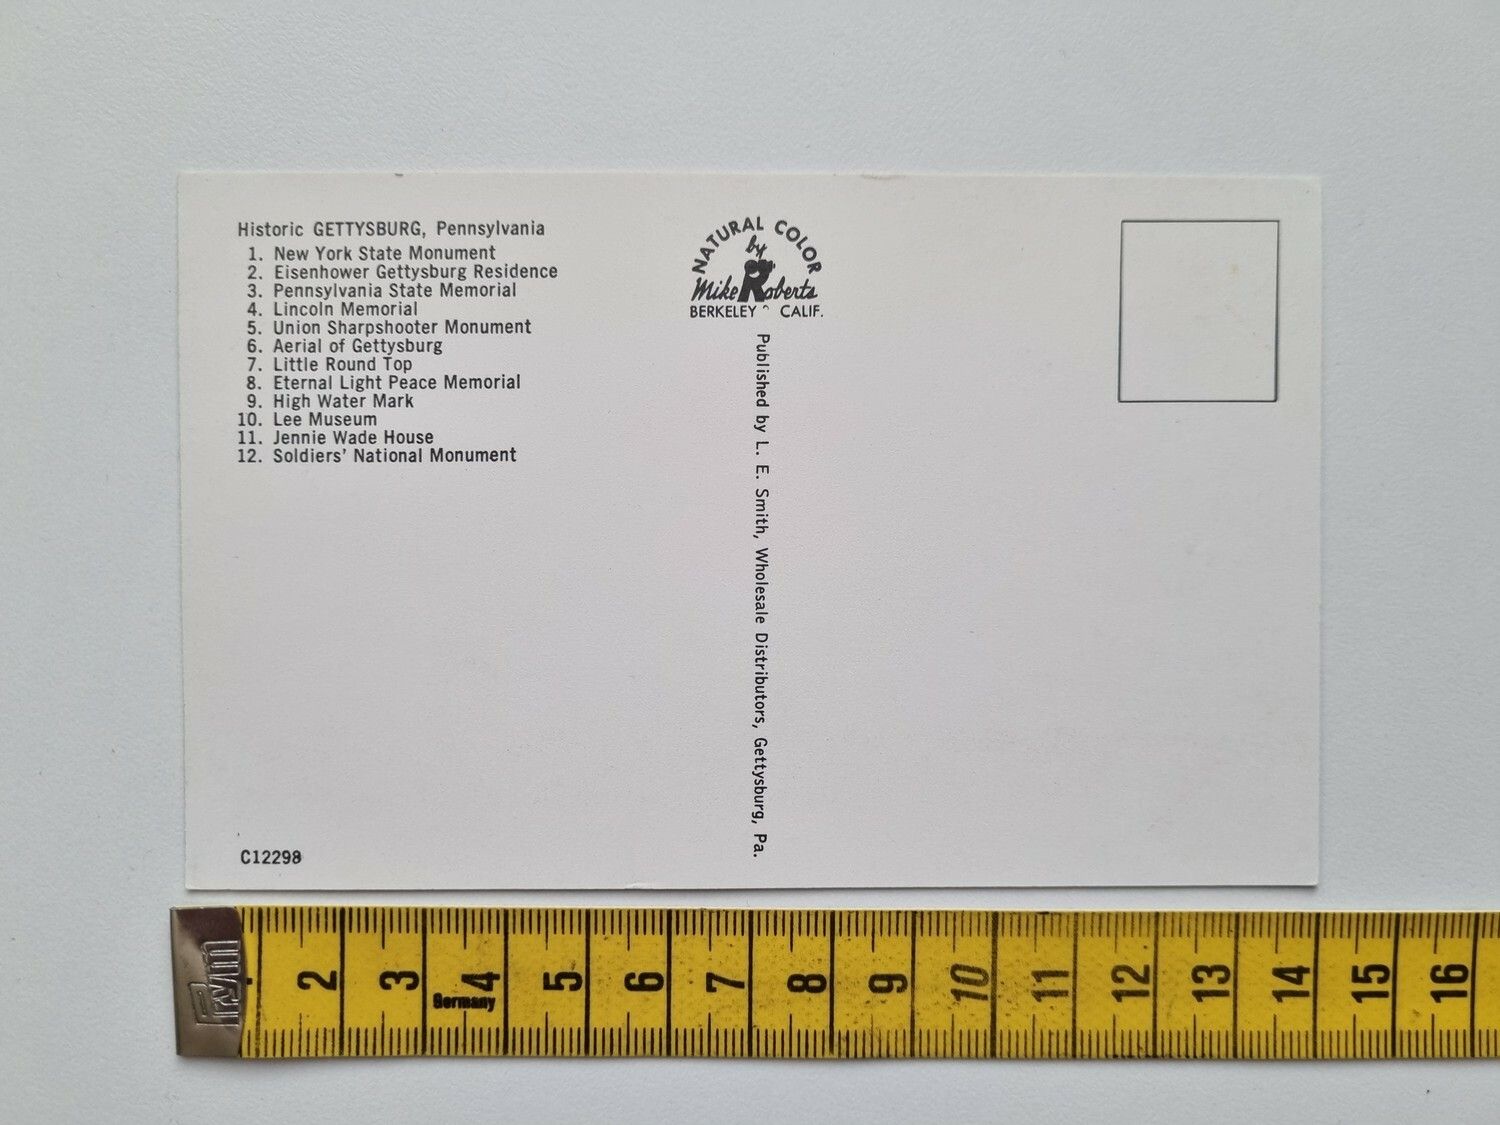 Historic GETTYSBURG, Pennsylvania
1. New York State Monument
2. Eisenhower Gettysburg Residence
3. Pennsylvania State Memorial
4. Lincoln Memorial
5. Union Sharpshooter Monument
6. Aerial of Gettysburg
7. Little Round Top
8. Eternal Light Peace Memorial
9. High Water Mark
10. Lee Museum
11. Jennie Wade House
12. Soldiers' National Monument
C12298
NATURAL COLOR
by
Mike Roberts
BERKELEY CALIF.
Published by L. E. Smith, Wholesale Distributors, Gettysburg, Pa.
Prym
2 3 4 5 6 7 8 9 10 11 12 13 14 15 16
Germany